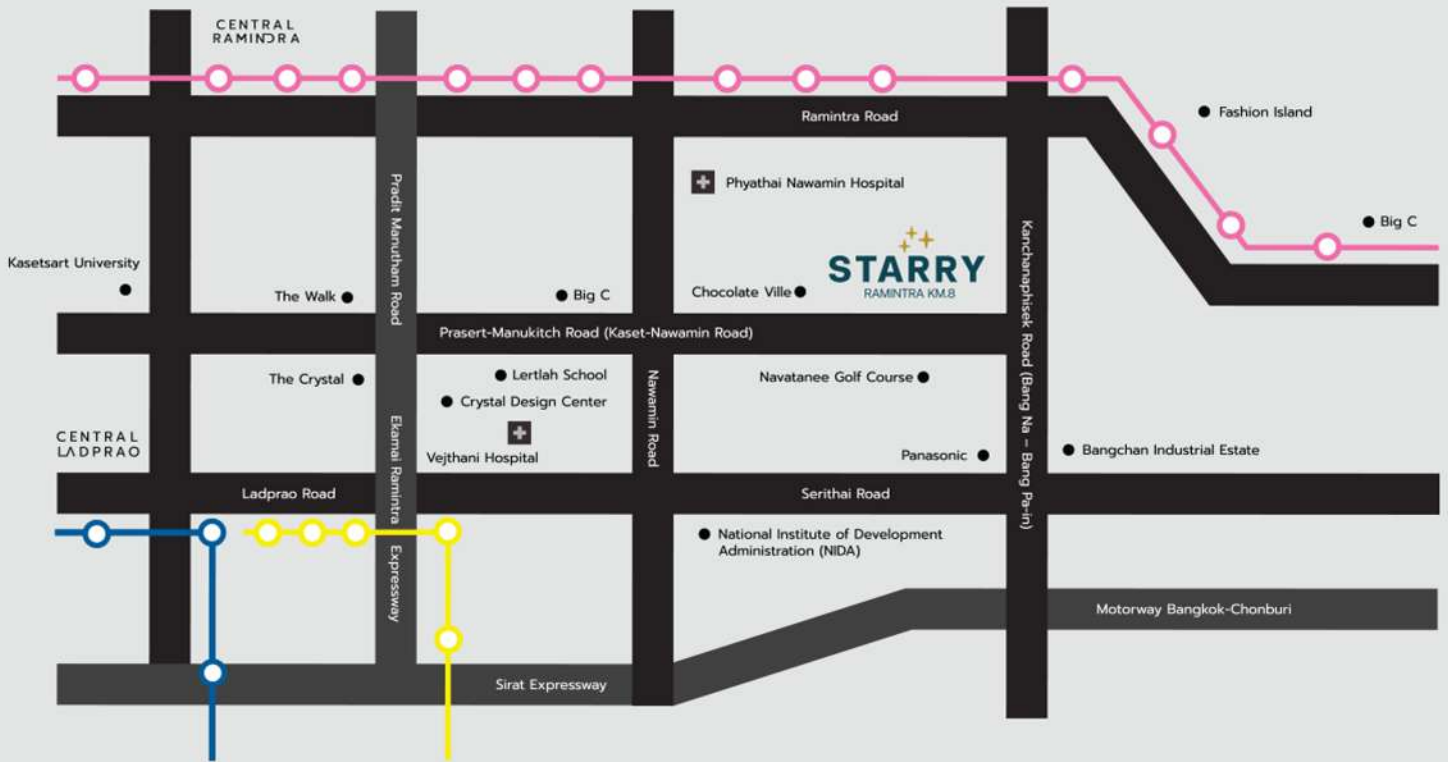 CENTRAL
RAMINDRA
Ramintra Road
Fashion Island
Phyathai Nawamin Hospital
Pradit Manutham Road
Kanchanaphisek Road (Bang Na – Bang Pa-in)
Big C
STARRY
RAMINTRA KM.8
Kasetsart University
The Walk
Big C
Chocolate Ville
Prasert-Manukitch Road (Kaset-Nawamin Road)
The Crystal
Lertlah School
Navatanee Golf Course
Crystal Design Center
Nawamin Road
Ekamai Ramintra Expressway
CENTRAL
LADPRAO
Vejthani Hospital
Panasonic
Bangchan Industrial Estate
Ladprao Road
Serithai Road
National Institute of Development
Administration (NIDA)
Motorway Bangkok-Chonburi
Sirat Expressway